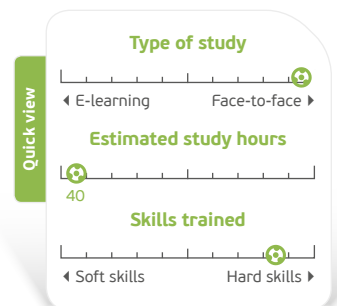 Quick view
Type of study
E-learning Face-to-face
Estimated study hours
40
Skills trained
Soft skills Hard skills